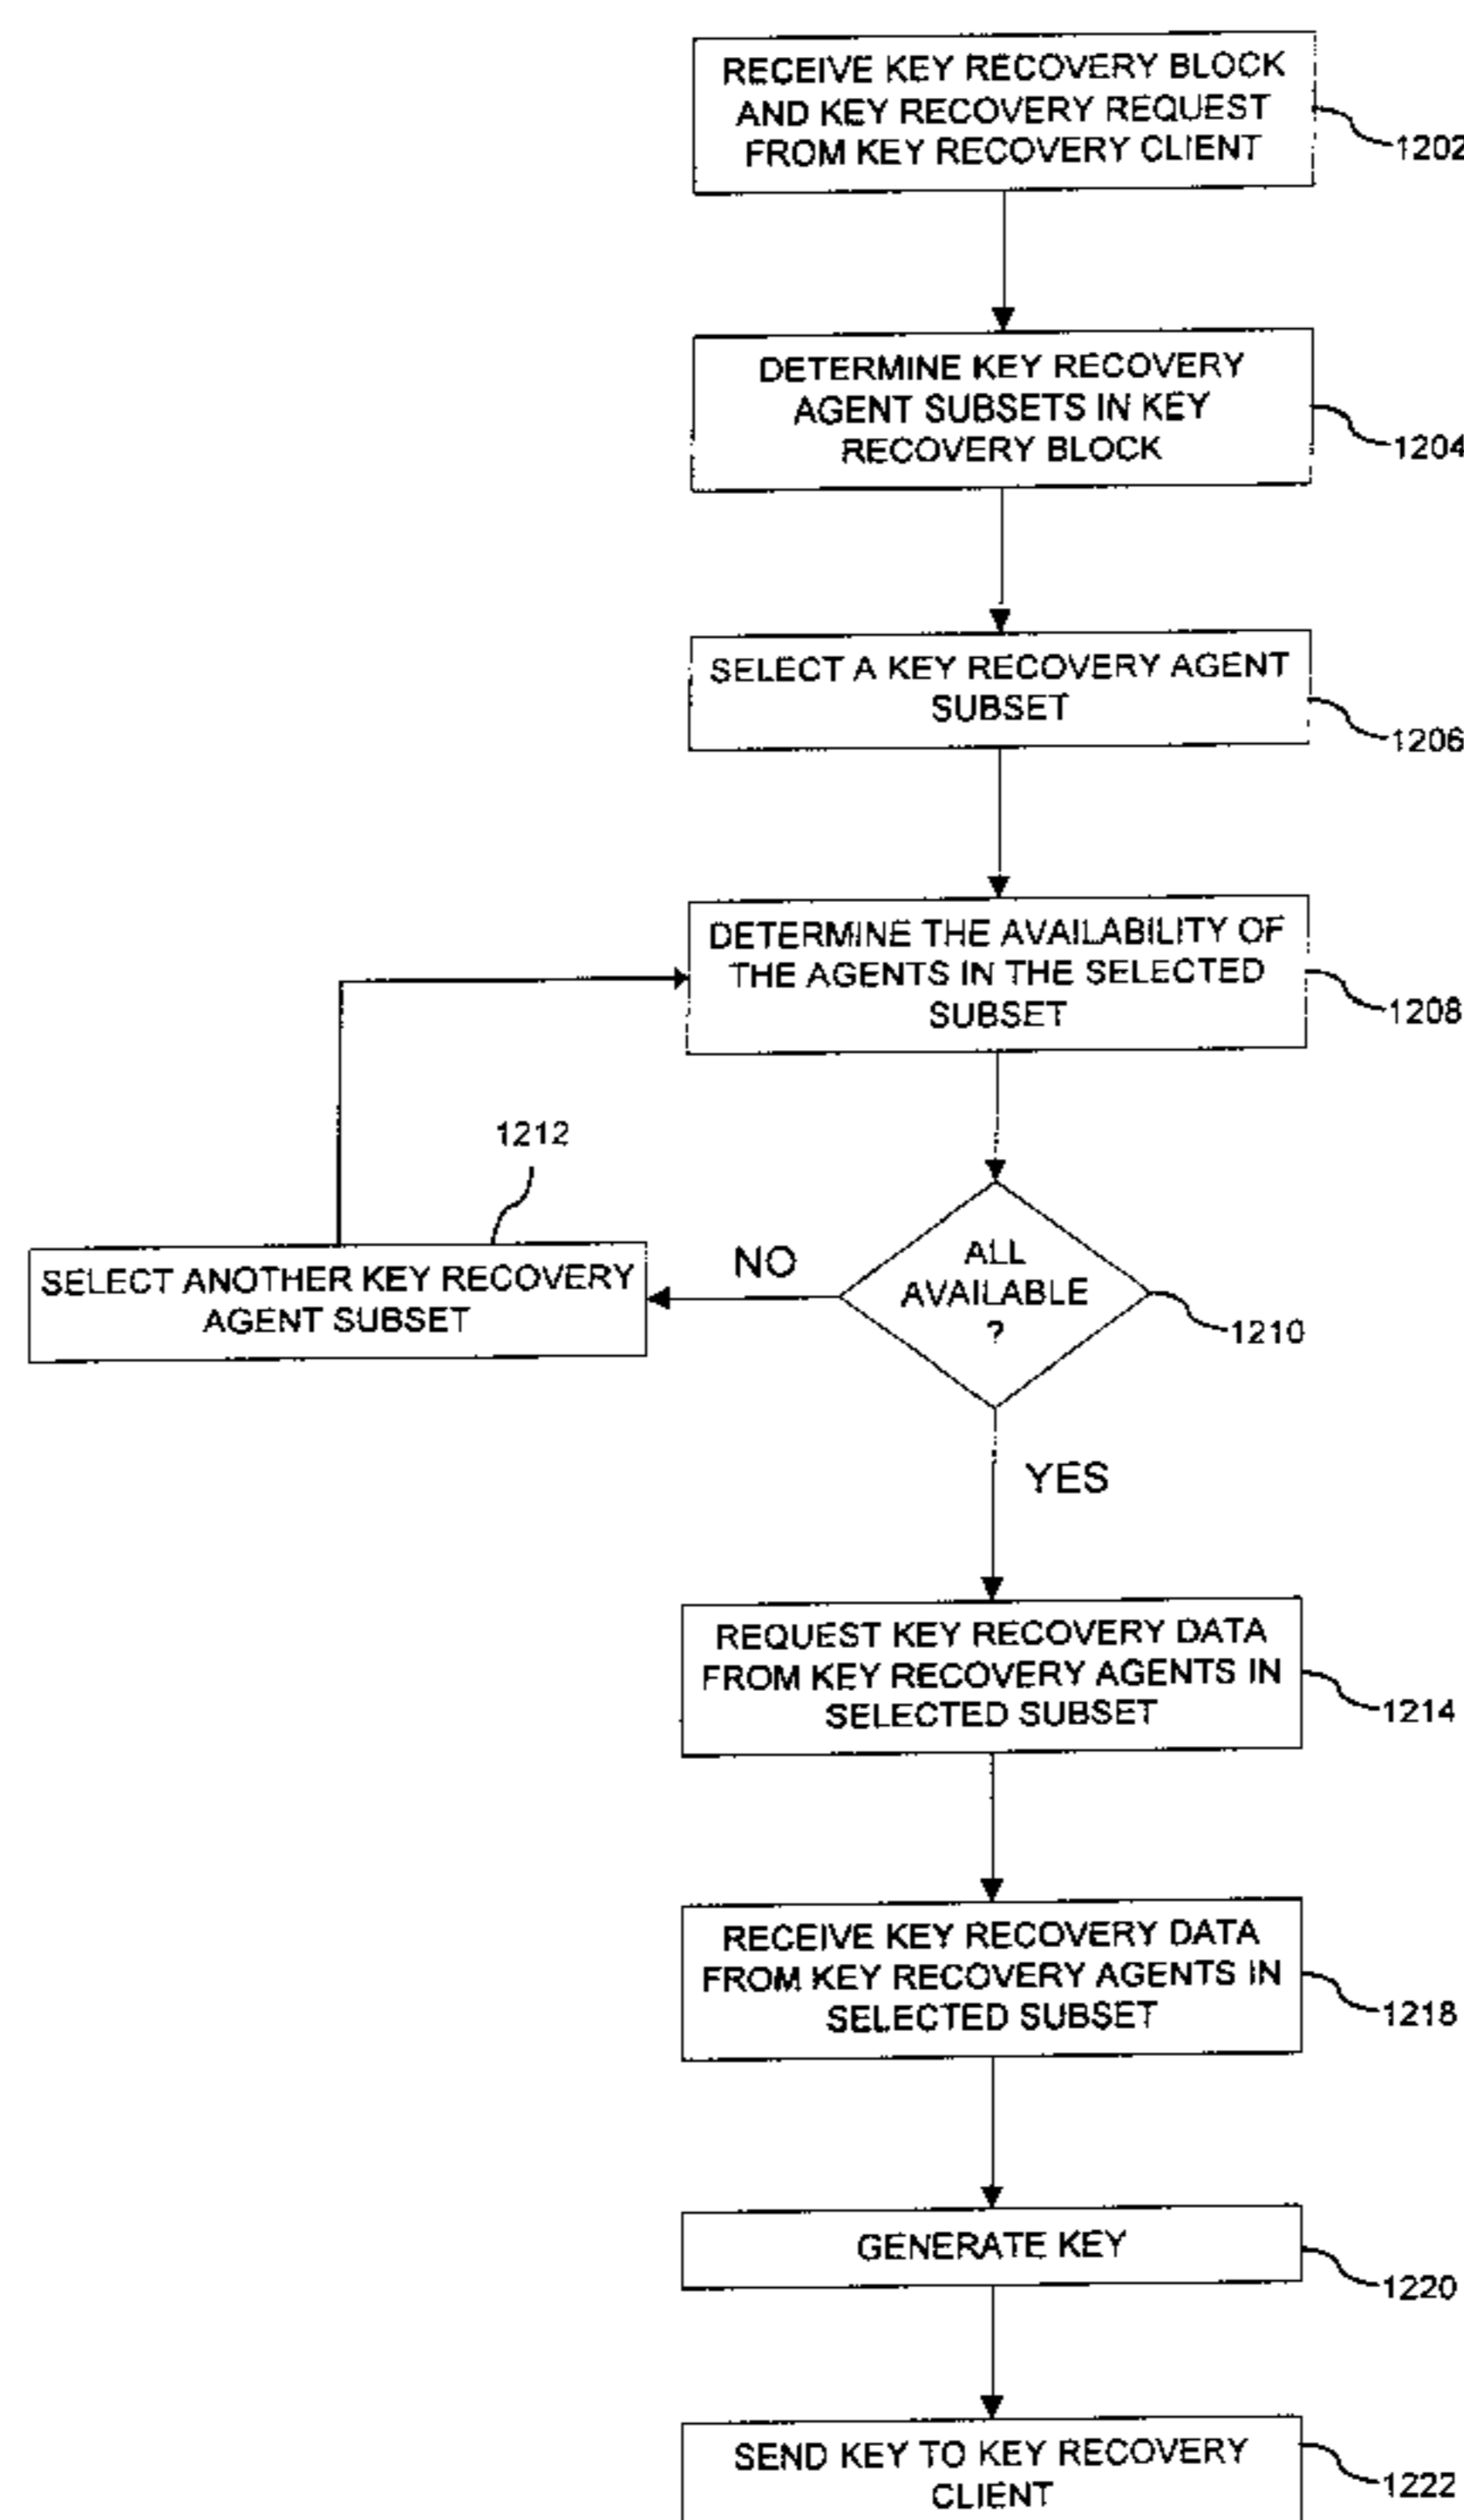 RECEIVE KEY RECOVERY BLOCK
AND KEY RECOVERY REQUEST
FROM KEY RECOVERY CLIENT
1202
DETERMINE KEY RECOVERY
AGENT SUBSETS IN KEY
RECOVERY BLOCK
1204
SELECT A KEY RECOVERY AGENT
SUBSET
1206
DETERMINE THE AVAILABILITY OF
THE AGENTS IN THE SELECTED
SUBSET
1208
1212
SELECT ANOTHER KEY RECOVERY
AGENT SUBSET
NO
ALL
AVAILABLE
?
1210
YES
REQUEST KEY RECOVERY DATA
FROM KEY RECOVERY AGENTS IN
SELECTED SUBSET
1214
RECEIVE KEY RECOVERY DATA
FROM KEY RECOVERY AGENTS IN
SELECTED SUBSET
1218
GENERATE KEY
1220
SEND KEY TO KEY RECOVERY
CLIENT
1222